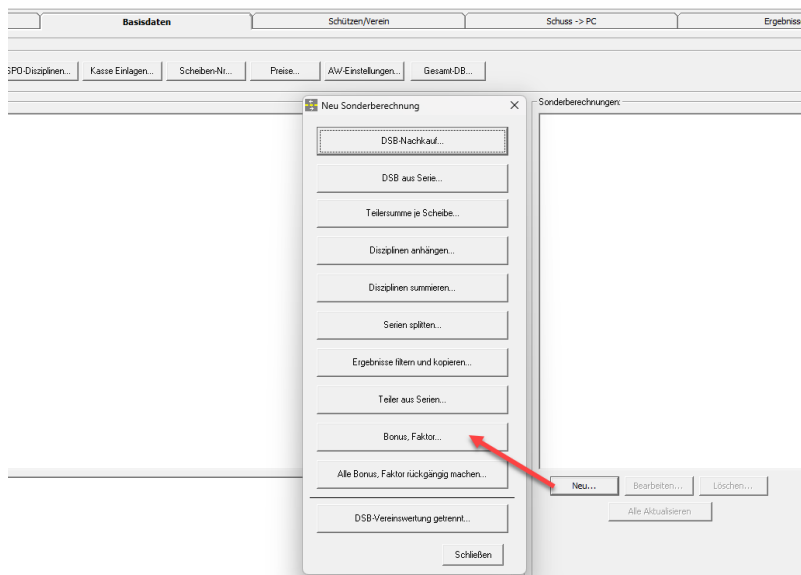 Basisdaten
Schützen/Verein
Schuss -> PC
Ergebniss
SPO-Disziplinen...
Kasse Einlagen...
Scheiben-Nr...
Preise...
AW-Einstellungen...
Gesamt-DB...
Neu Sonderberechnung
Sonderberechnungen:
DSB-Nachkauf...
DSB aus Serie...
Teilersumme je Scheibe...
Disziplinen anhängen...
Disziplinen summieren...
Serien splitten...
Ergebnisse filtern und kopieren...
Teiler aus Serien...
Bonus, Faktor...
Alle Bonus, Faktor rückgängig machen...
DSB-Vereinswertung getrennt...
Schließen
Neu...
Bearbeiten...
Löschen...
Alle Aktualisieren